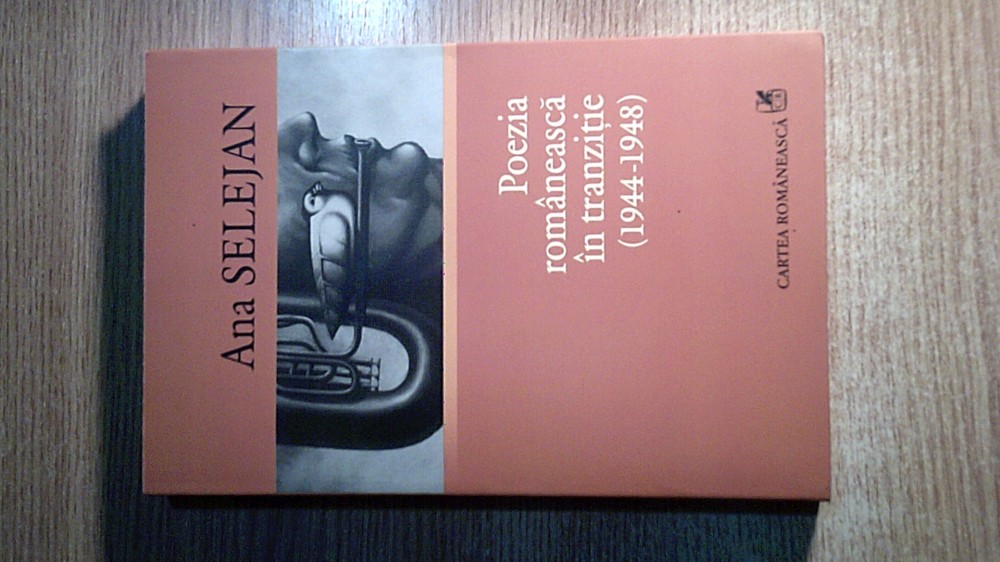 Ana SELEJAN
Poezia
românească
în tranziție
(1944-1948)
CARTEA ROMÂNEASCĂ